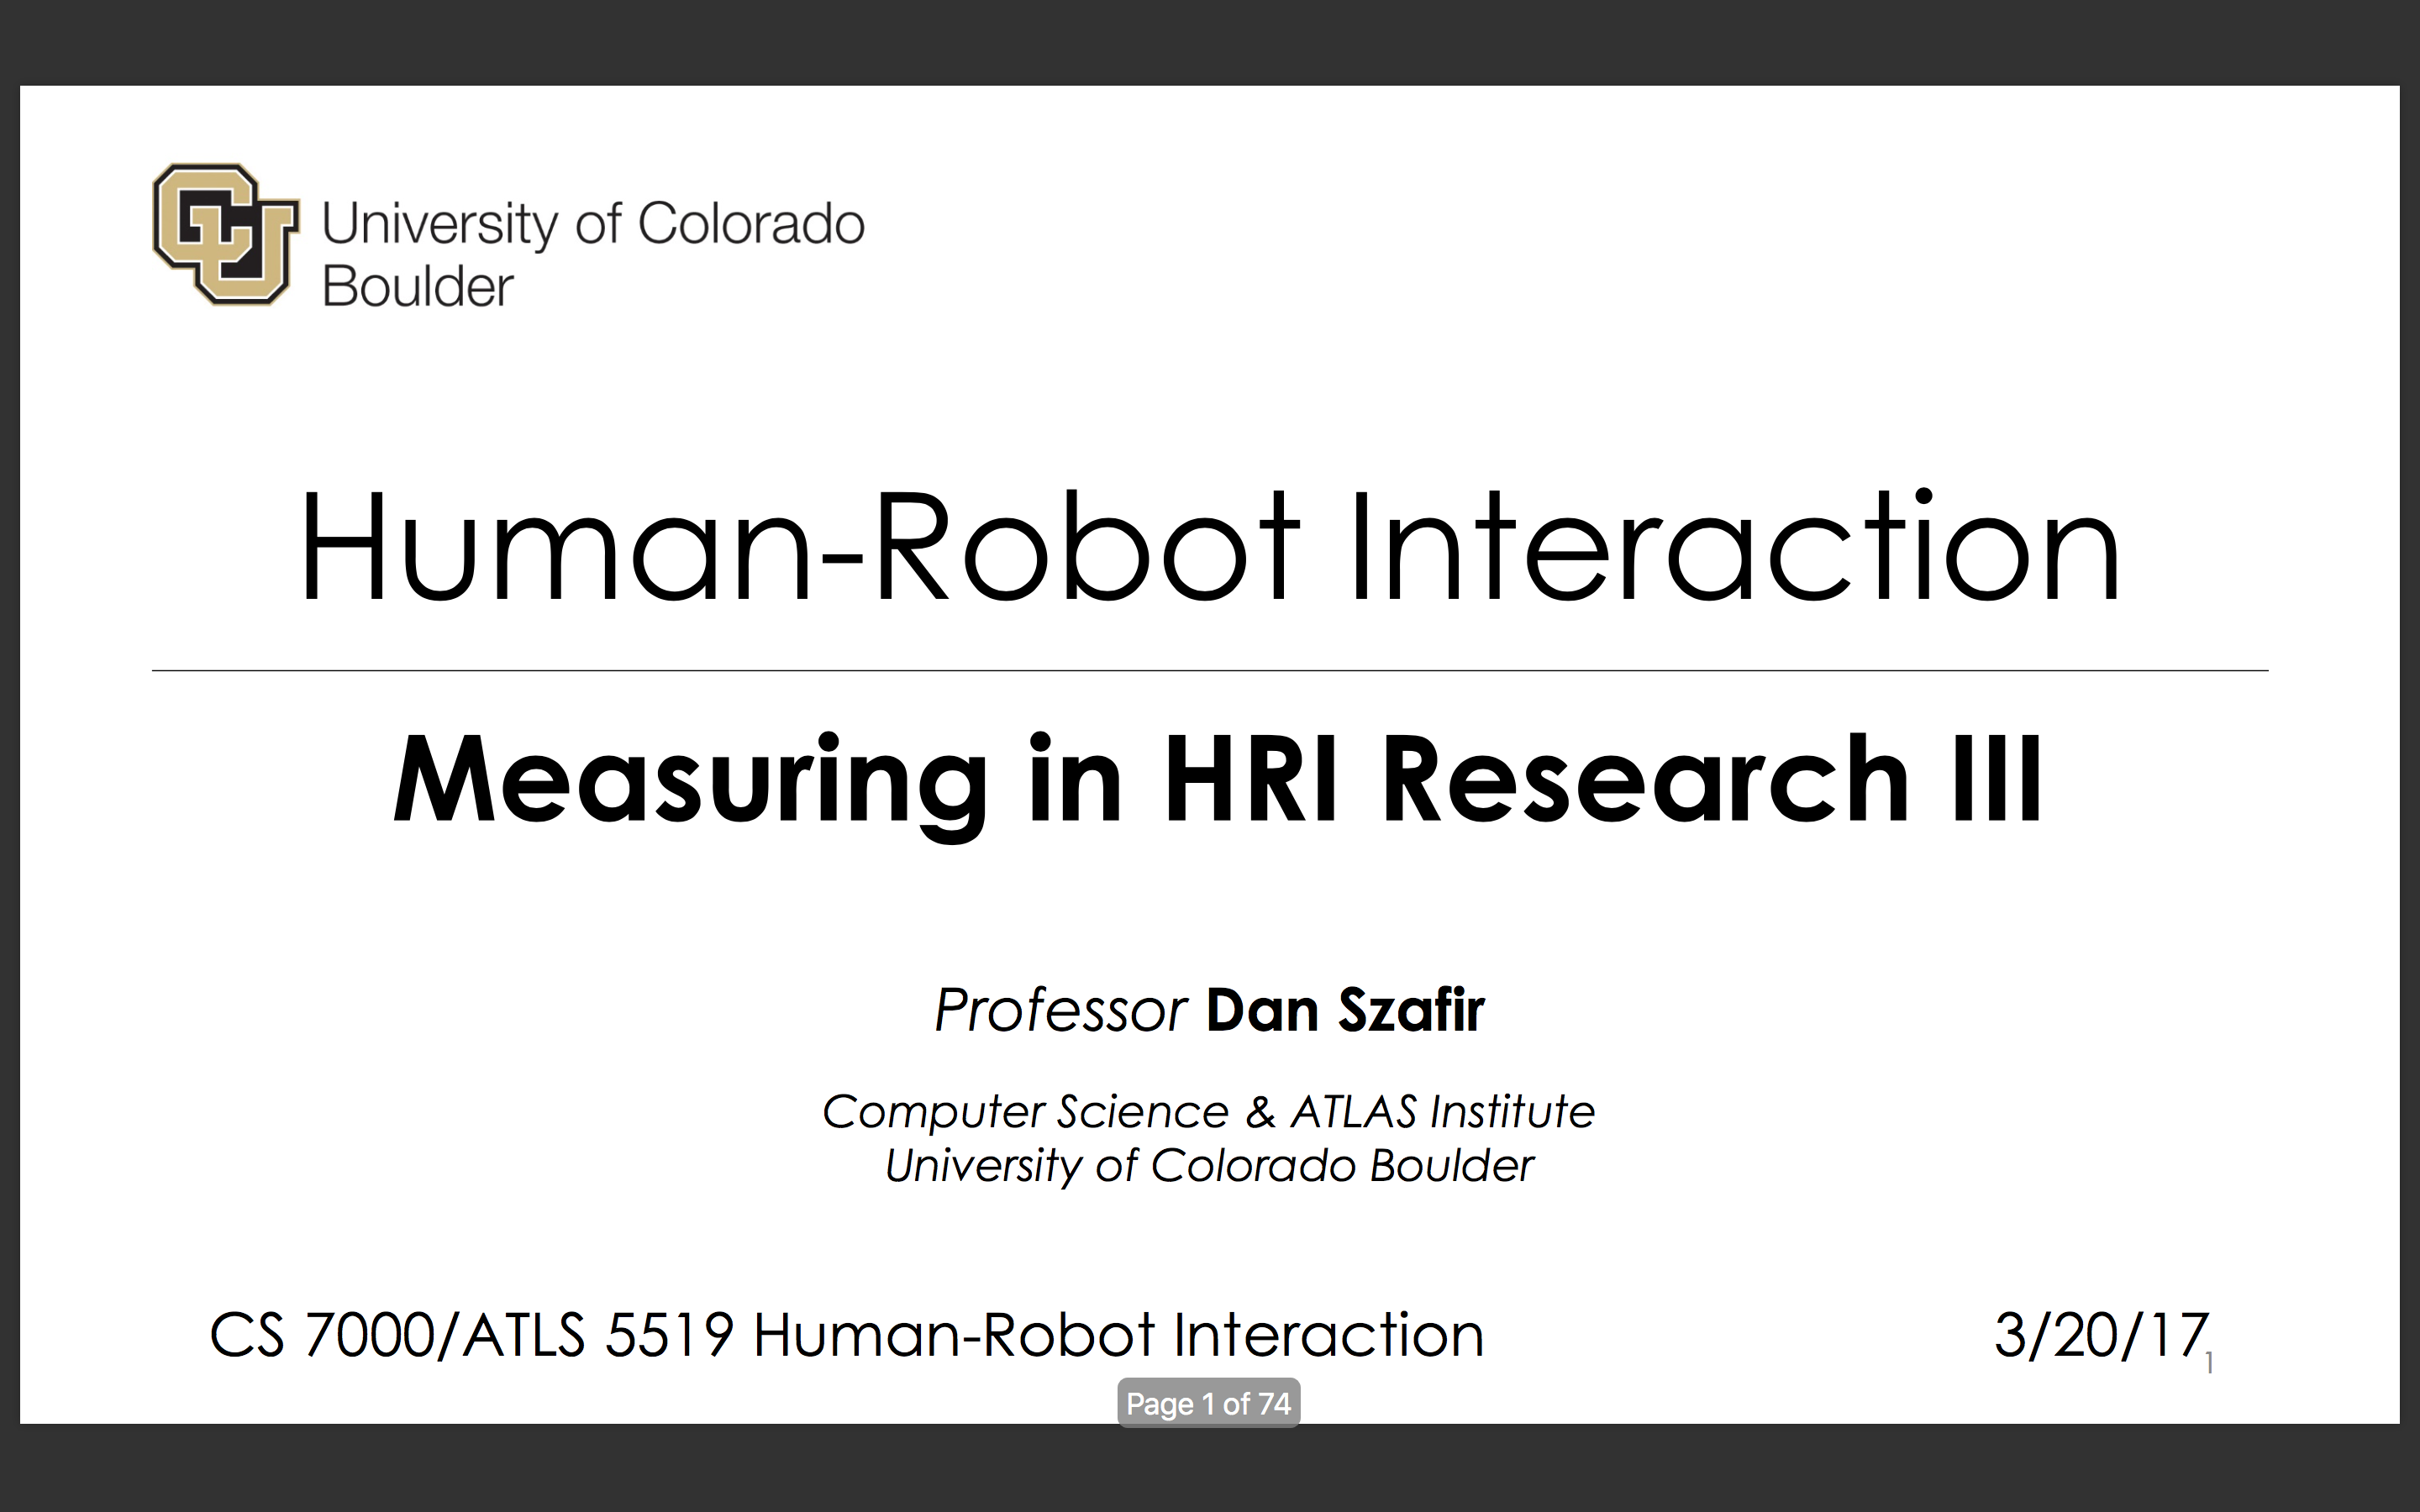 CU
University of Colorado
Boulder
Human-Robot Interaction
Measuring in HRI Research III
Professor Dan Szafir
Computer Science & ATLAS Institute
University of Colorado Boulder
CS 7000/ATLS 5519 Human-Robot Interaction
3/20/17
1
Page 1 of 74